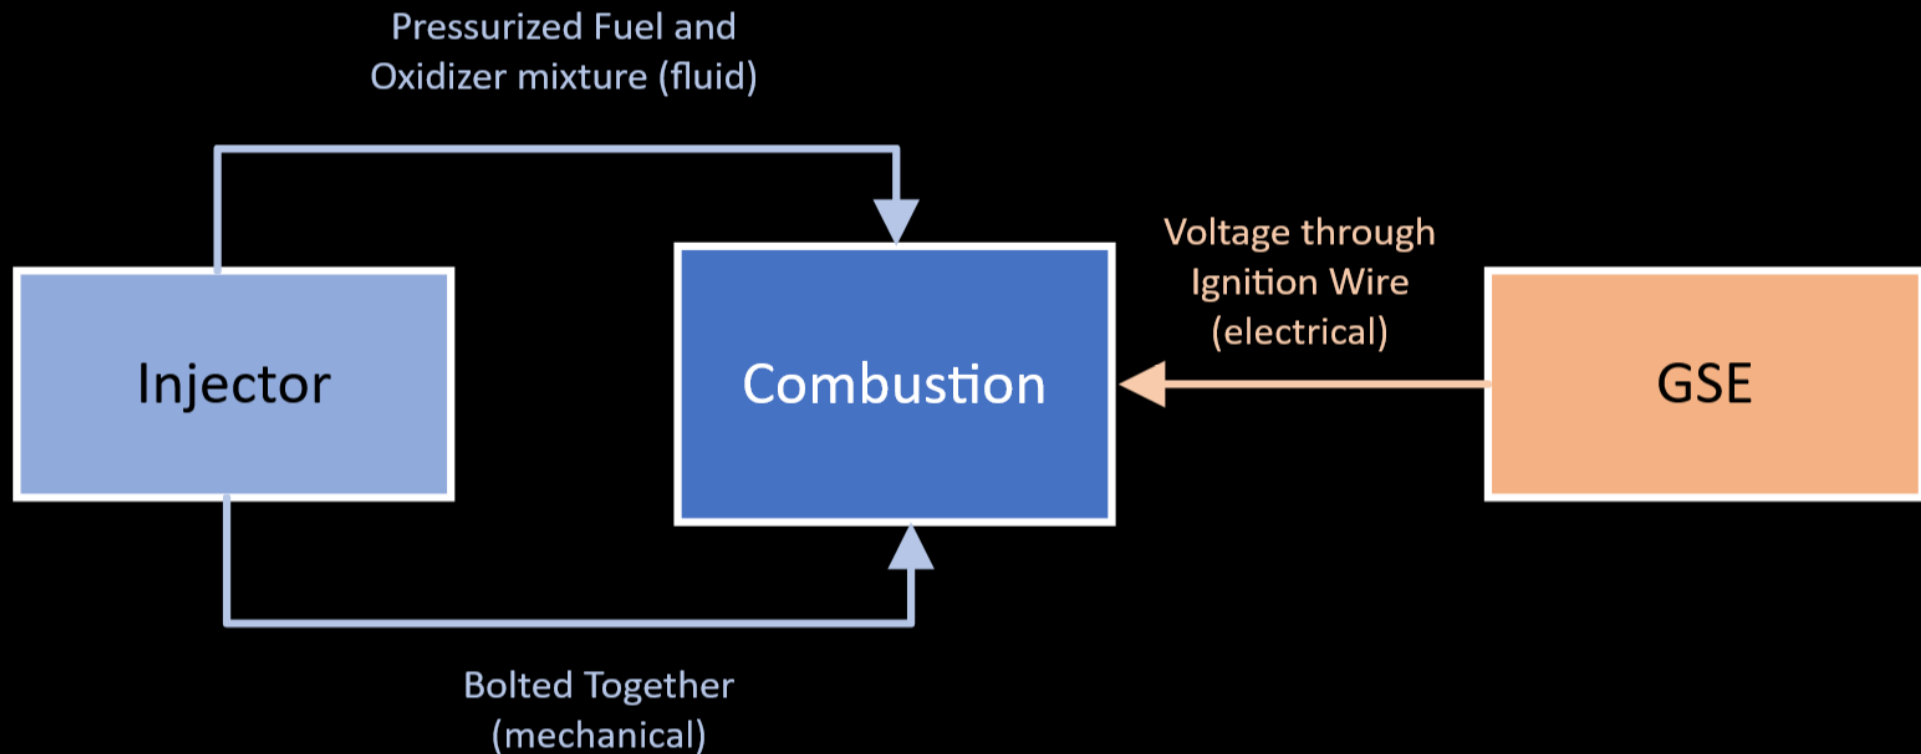 Pressurized Fuel and
Oxidizer mixture (fluid)
Voltage through
Ignition Wire
(electrical)
Injector
Combustion
GSE
Bolted Together
(mechanical)